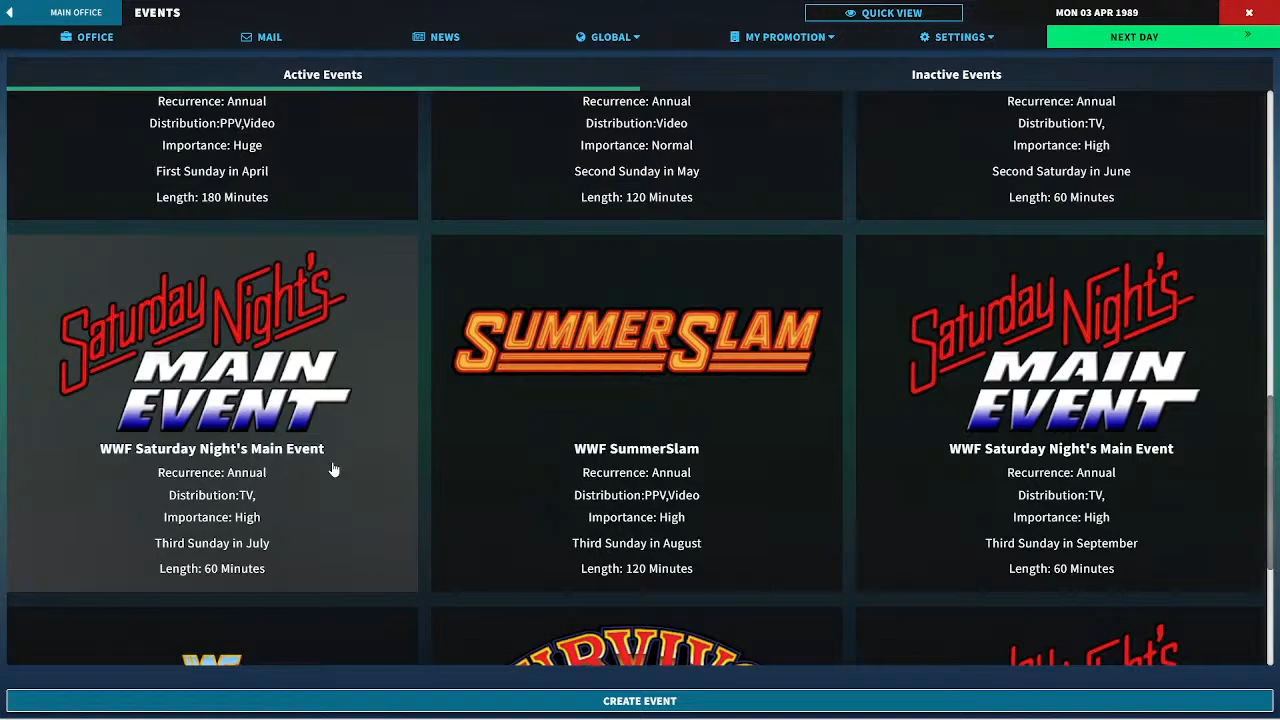 MAIN OFFICE
EVENTS
QUICK VIEW
MON 03 APR 1989
OFFICE
MAIL
NEWS
GLOBAL
MY PROMOTION
SETTINGS
NEXT DAY
Active Events
Inactive Events
Recurrence: Annual
Distribution:PPV,Video
Importance: Huge
First Sunday in April
Length: 180 Minutes
Recurrence: Annual
Distribution:Video
Importance: Normal
Second Sunday in May
Length: 120 Minutes
Recurrence: Annual
Distribution:TV,
Importance: High
Second Saturday in June
Length: 60 Minutes
Saturday Night's
MAIN
EVENT
WWF Saturday Night's Main Event
Recurrence: Annual
Distribution:TV,
Importance: High
Third Sunday in July
Length: 60 Minutes
SUMMERSLAM
WWF SummerSlam
Recurrence: Annual
Distribution:PPV,Video
Importance: High
Third Sunday in August
Length: 120 Minutes
Saturday Night's
MAIN
EVENT
WWF Saturday Night's Main Event
Recurrence: Annual
Distribution:TV,
Importance: High
Third Sunday in September
Length: 60 Minutes
CREATE EVENT